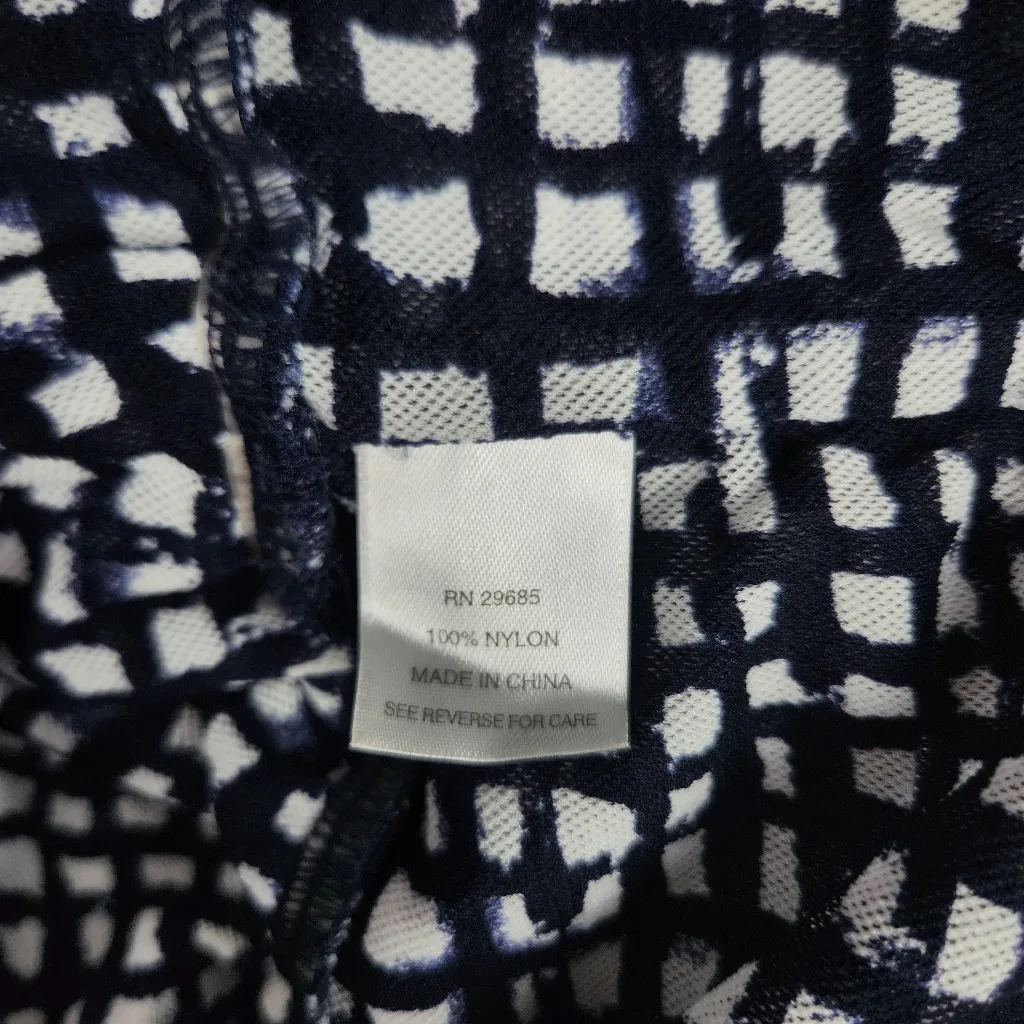 RN 29685
100% NYLON
MADE IN CHINA
SEE REVERSE FOR CARE